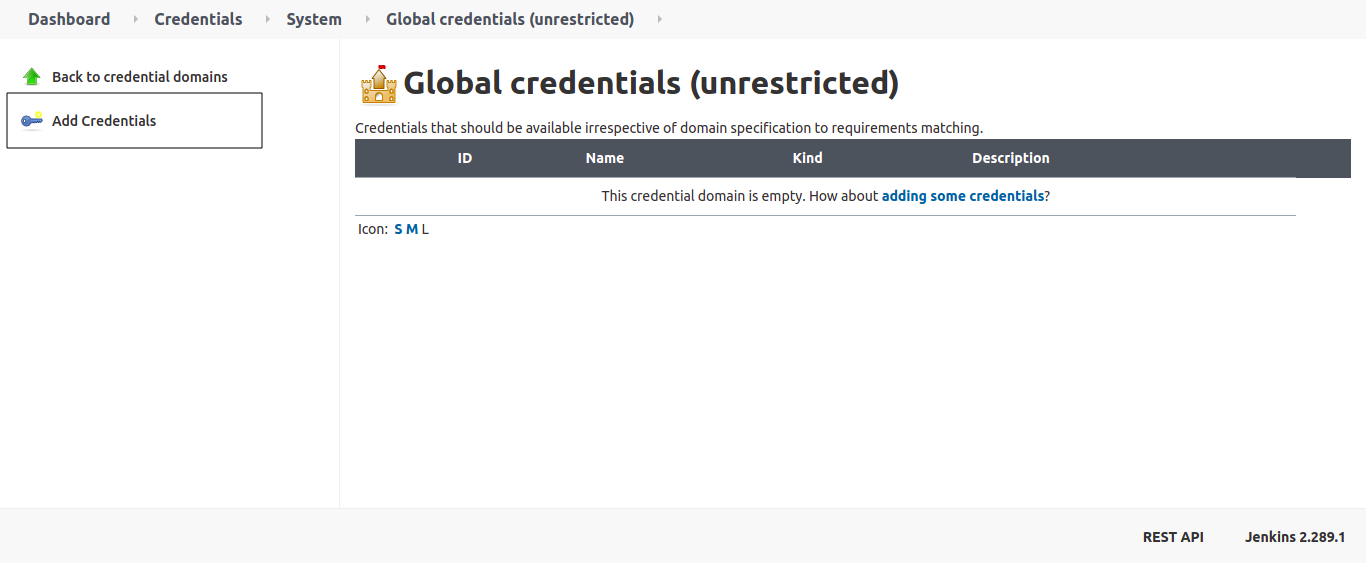 Dashboard Credentials System Global credentials (unrestricted)
Back to credential domains
Add Credentials
Global credentials (unrestricted)
Credentials that should be available irrespective of domain specification to requirements matching.
ID Name Kind Description
This credential domain is empty. How about adding some credentials?
Icon: S M L
REST API Jenkins 2.289.1